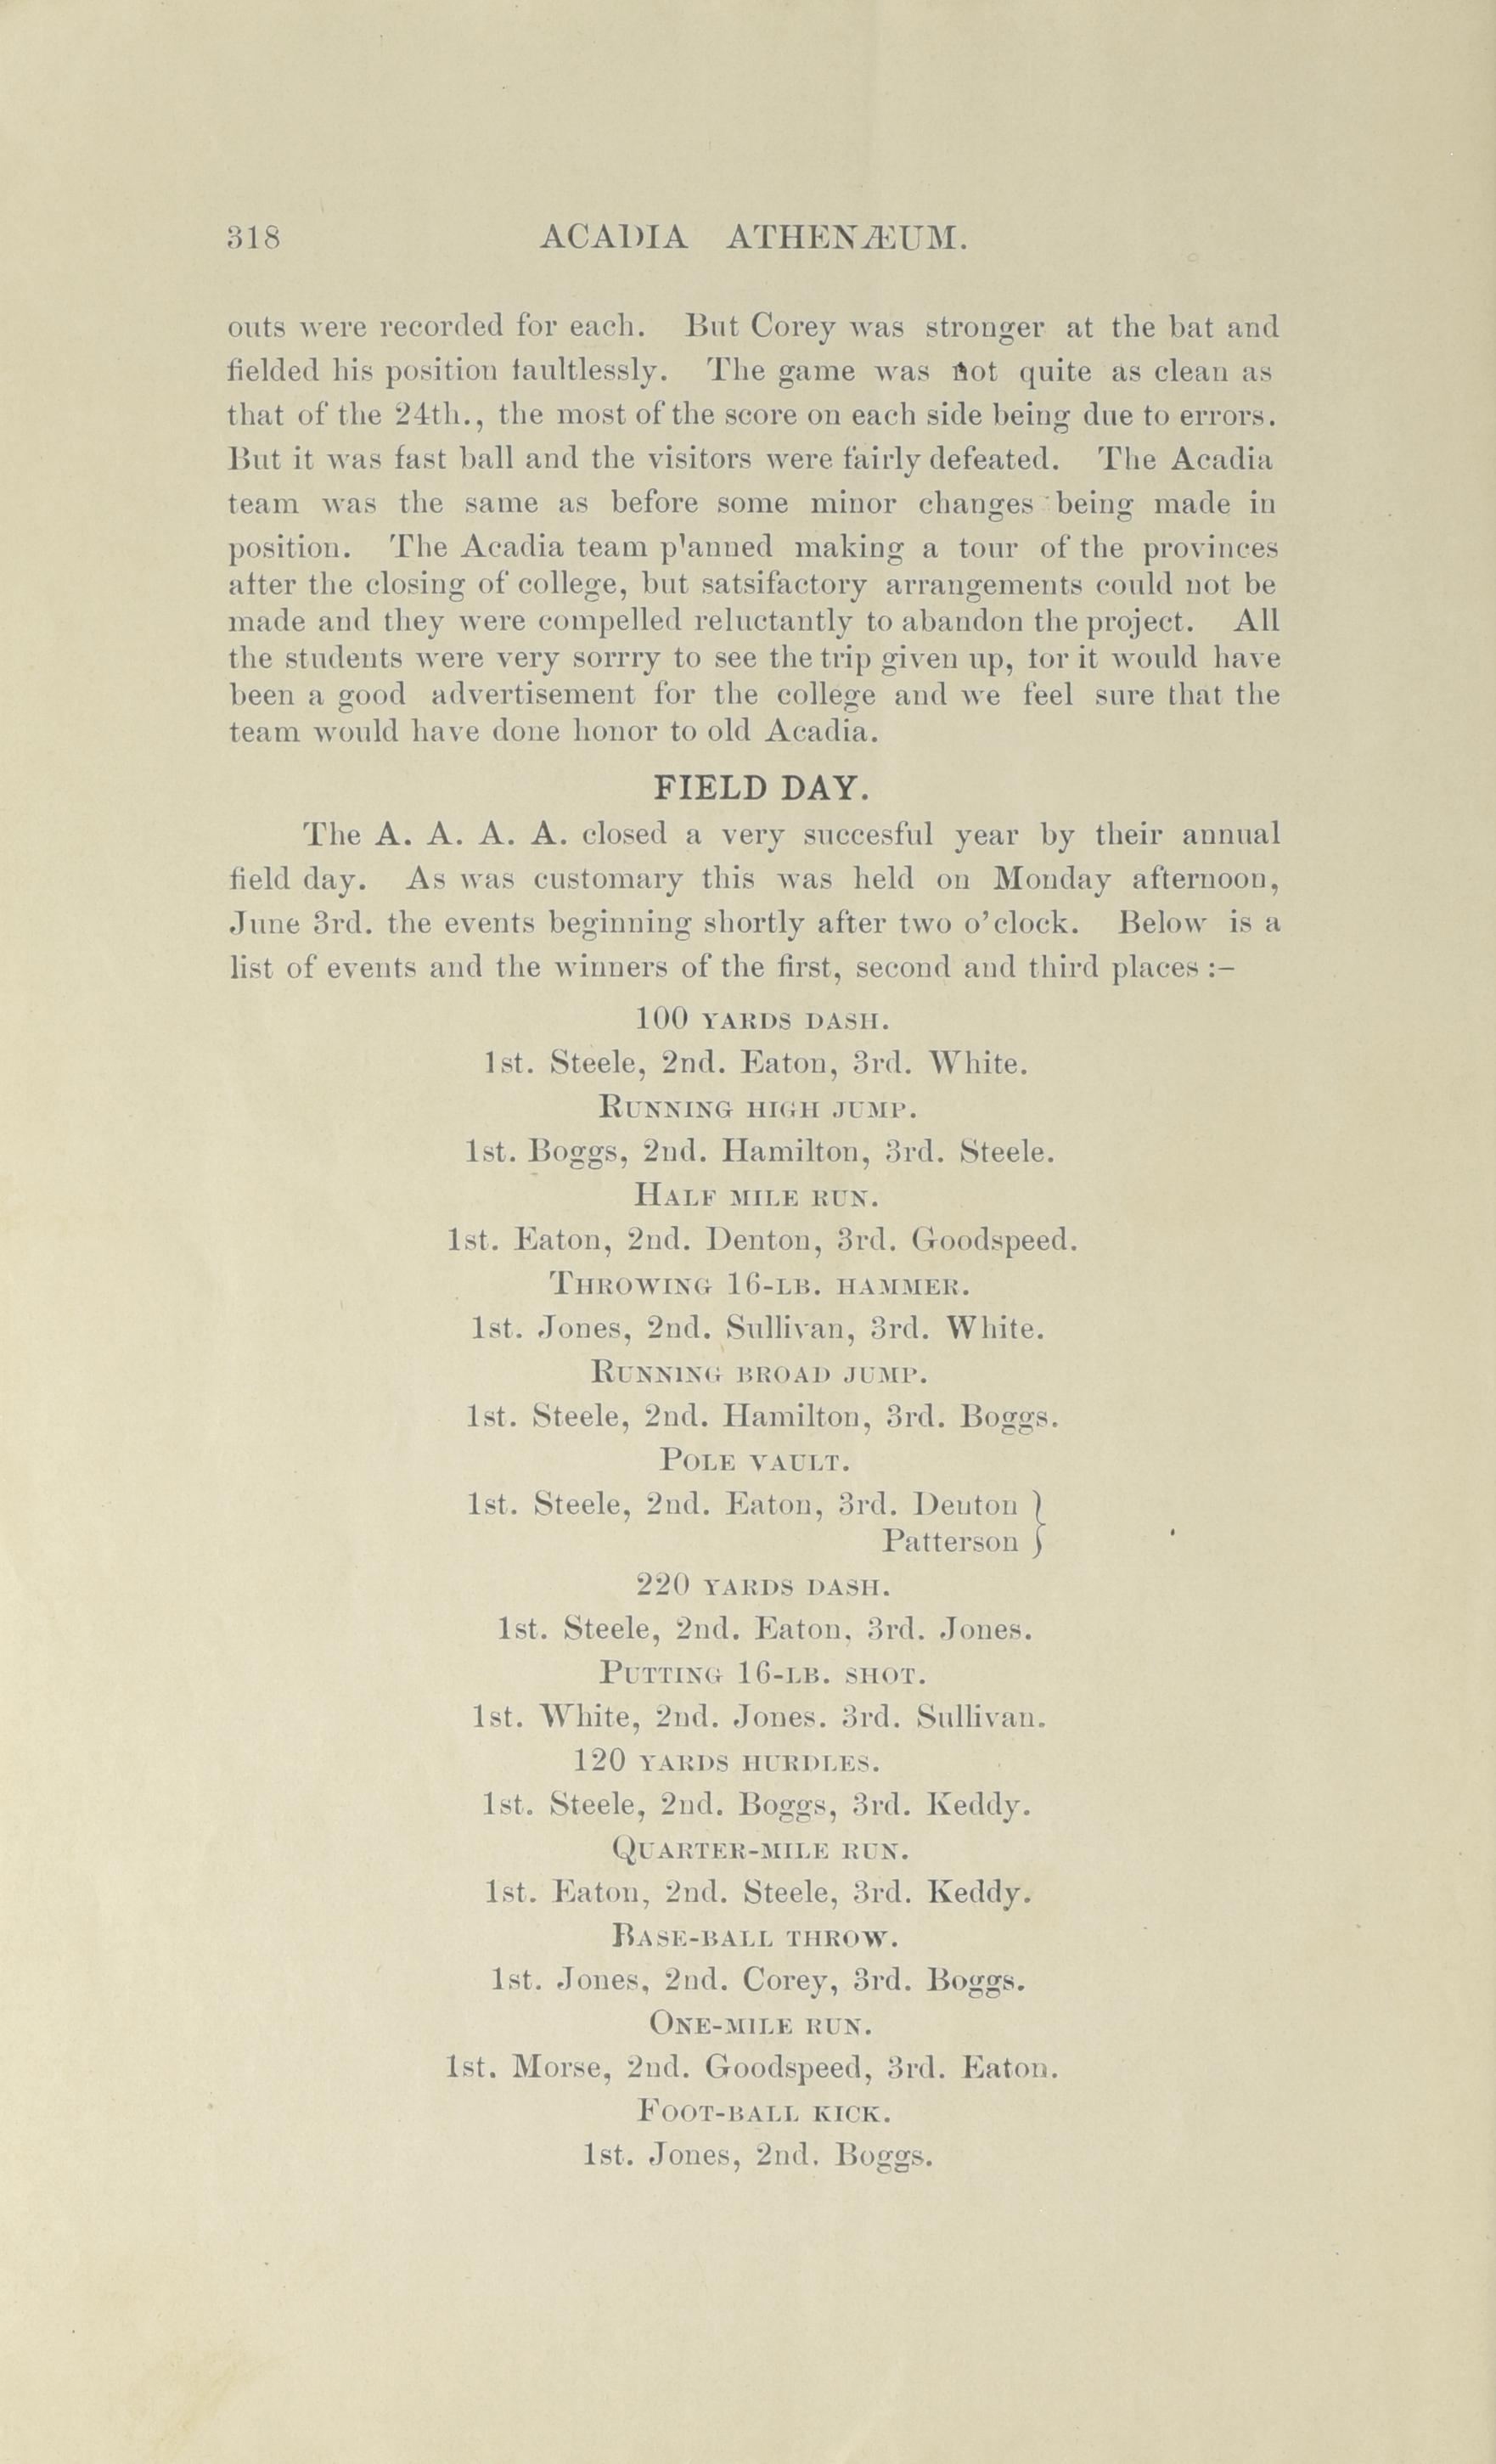 318 ACADIA ATHENÆUM.
outs were recorded for each. But Corey was stronger at the bat and
fielded his position faultlessly. The game was not quite as clean as
that of the 24th., the most of the score on each side being due to errors.
But it was fast ball and the visitors were fairly defeated. The Acadia
team was the same as before some minor changes being made in
position. The Acadia team planned making a tour of the provinces
after the closing of college, but satsifactory arrangements could not be
made and they were compelled reluctantly to abandon the project. All
the students were very sorrry to see the trip given up, for it would have
been a good advertisement for the college and we feel sure that the
team would have done honor to old Acadia.
FIELD DAY.
The A. A. A. A. closed a very succesful year by their annual
field day. As was customary this was held on Monday afternoon,
June 3rd. the events beginning shortly after two o'clock. Below is a
list of events and the winners of the first, second and third places :–
100 YARDS DASH.
1st. Steele, 2nd. Eaton, 3rd. White.
RUNNING HIGH JUMP.
1st. Boggs, 2nd. Hamilton, 3rd. Steele.
HALF MILE RUN.
1st. Eaton, 2nd. Denton, 3rd. Goodspeed.
THROWING 16-LB. HAMMER.
1st. Jones, 2nd. Sullivan, 3rd. White.
RUNNING BROAD JUMP.
1st. Steele, 2nd. Hamilton, 3rd. Boggs.
POLE VAULT.
1st. Steele, 2nd. Eaton, 3rd. Denton }
Patterson }
220 YARDS DASH.
1st. Steele, 2nd. Eaton, 3rd. Jones.
PUTTING 16-LB. SHOT.
1st. White, 2nd. Jones. 3rd. Sullivan.
120 YARDS HURDLES.
1st. Steele, 2nd. Boggs, 3rd. Keddy.
QUARTER-MILE RUN.
1st. Eaton, 2nd. Steele, 3rd. Keddy.
BASE-BALL THROW.
1st. Jones, 2nd. Corey, 3rd. Boggs.
ONE-MILE RUN.
1st. Morse, 2nd. Goodspeed, 3rd. Eaton.
FOOT-BALL KICK.
1st. Jones, 2nd. Boggs.